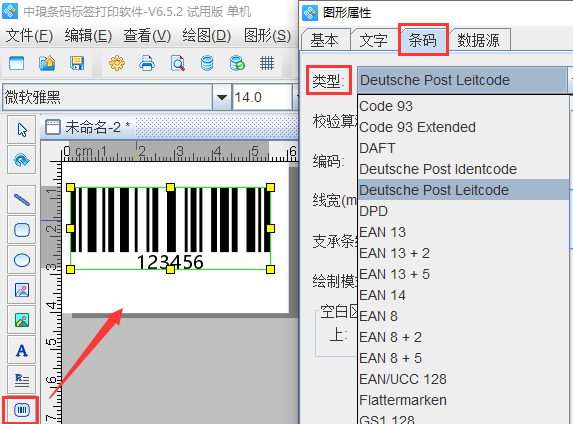 中琅条码标签打印软件-V6.5.2 试用版 单机
文件(F) 编辑(E) 查看(V) 绘图(D) 图形(S)
微软雅黑 14.0
未命名-2 *
0 cm 1 2 3 4 5 6
1
2
3
4
5
6
7
123456
A
R
图形属性
基本 文字 条码 数据源
类型: Deutsche Post Leitcode
校验算
编码:
线宽(m
支承条
绘制模
空白区
上:
Code 93
Code 93 Extended
DAFT
Deutsche Post Identcode
Deutsche Post Leitcode
DPD
EAN 13
EAN 13 + 2
EAN 13 + 5
EAN 14
EAN 8
EAN 8 + 2
EAN 8 + 5
EAN/UCC 128
Flattermarken
GS1 128